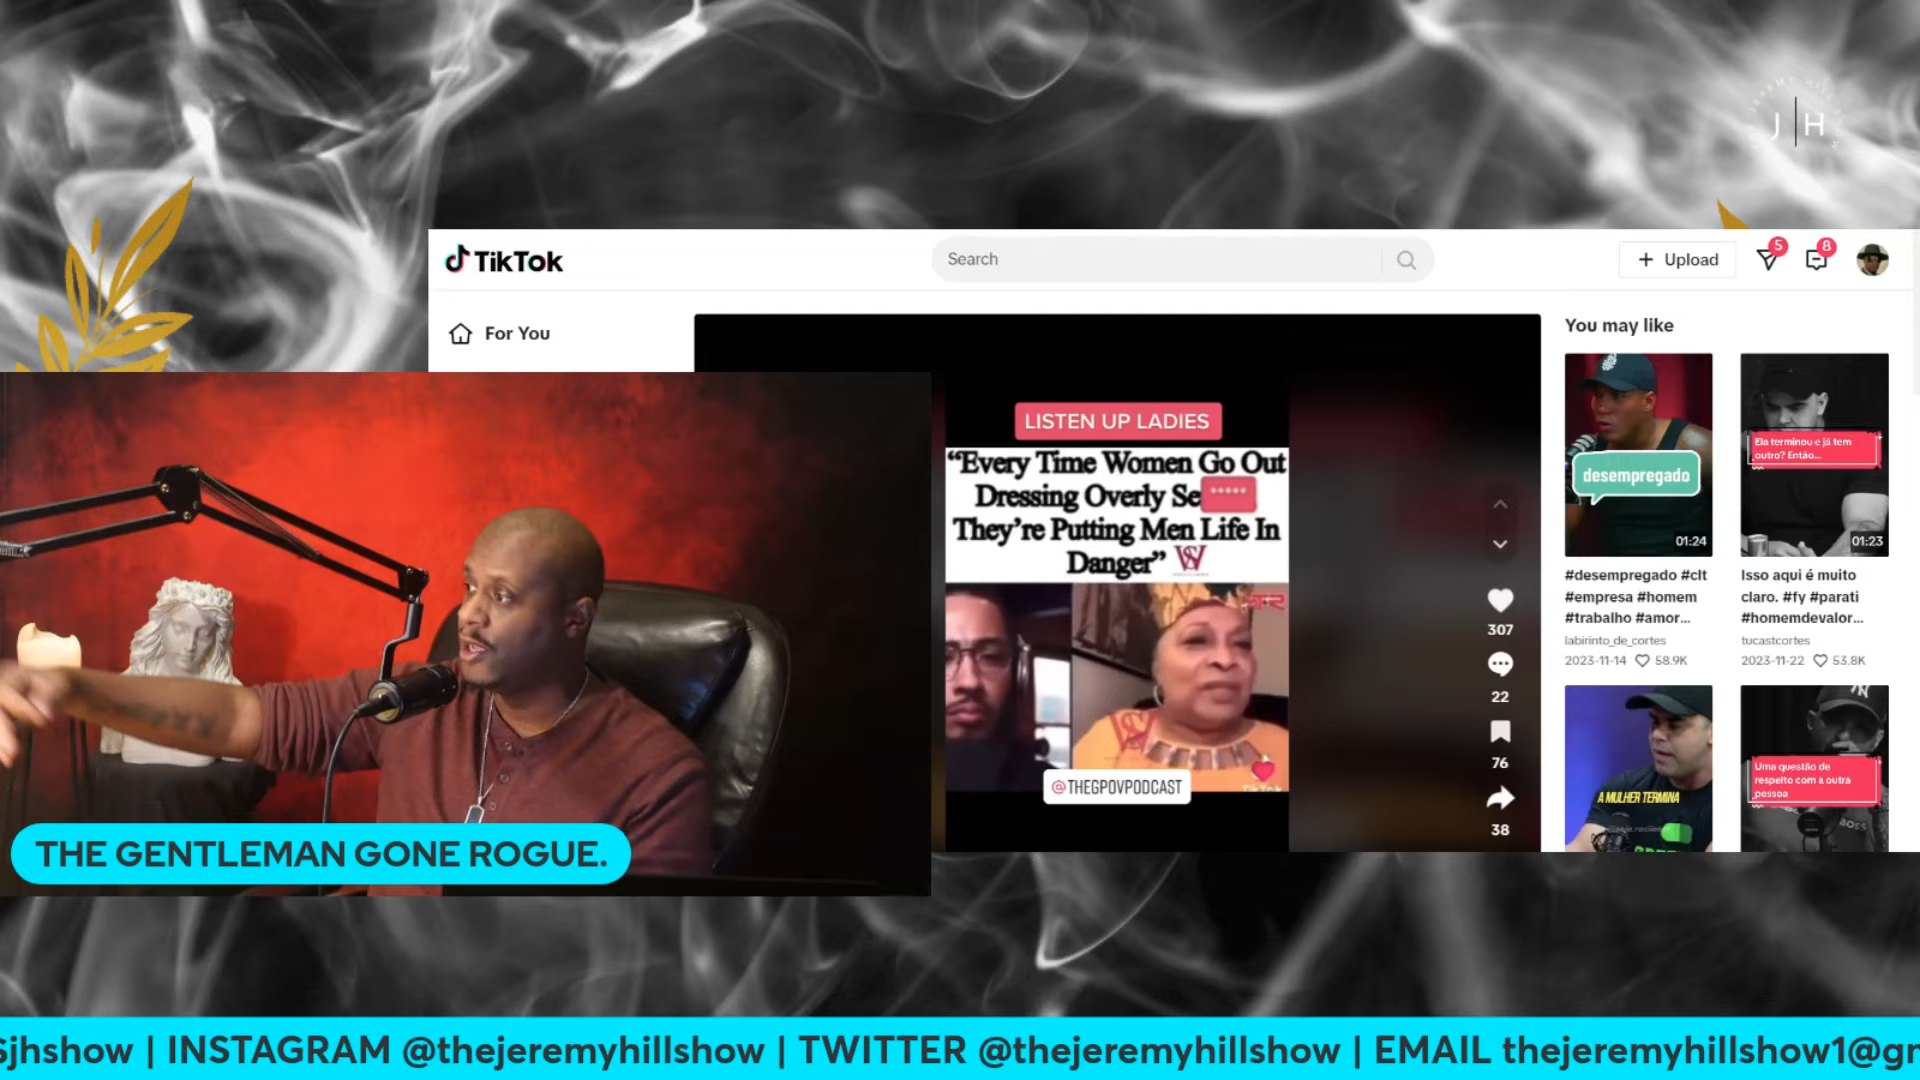 J|H
TikTok
Search
Upload
5
8
For You
You may like
LISTEN UP LADIES
“Every Time Women Go Out
Dressing Overly Se*****
They’re Putting Men Life In
Danger”
@THEGPOVPODCAST
TikTok
307
22
76
38
desempregado
01:24
#desempregado #clt
#empresa #homem
#trabalho #amor...
labirinto_de_cortes
2023-11-14 58.9K
Ela terminou e já tem
outro? Então...
01:23
Isso aqui é muito
claro. #fy #parati
#homemdevalor...
tucastcortes
2023-11-22 53.8K
A MULHER TERMINA
Uma questão de
respeito com a outra
pessoa
BOSS
THE GENTLEMAN GONE ROGUE.
$jhshow | INSTAGRAM @thejeremyhillshow | TWITTER @thejeremyhillshow | EMAIL thejeremyhillshow1@gm